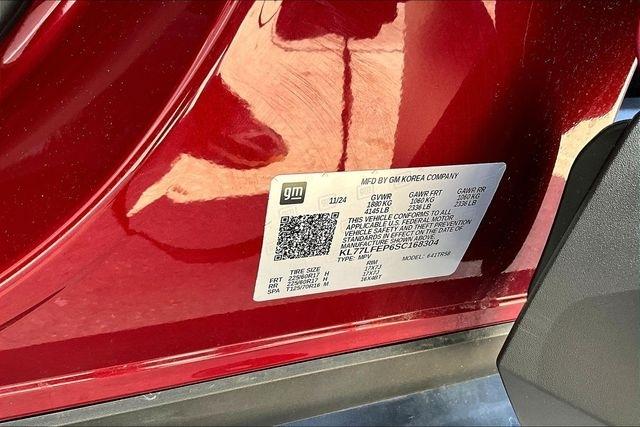 gm
MFD BY GM KOREA COMPANY
11/24
GVWR GAWR FRT GAWR RR
1880 KG 1060 KG 1060 KG
4145 LB 2336 LB 2336 LB
THIS VEHICLE CONFORMS TO ALL
APPLICABLE U.S. FEDERAL MOTOR
VEHICLE SAFETY AND THEFT PREVENTION
STANDARDS IN EFFECT ON THE DATE OF
MANUFACTURE SHOWN ABOVE.
KL77LFEP6SC168304
TYPE: MPV MODEL: 641TR58
TIRE SIZE RIM
FRT 225/60R17 H 17X7J
RR 225/60R17 H 17X7J
SPA T125/70R16 M 16X4BT